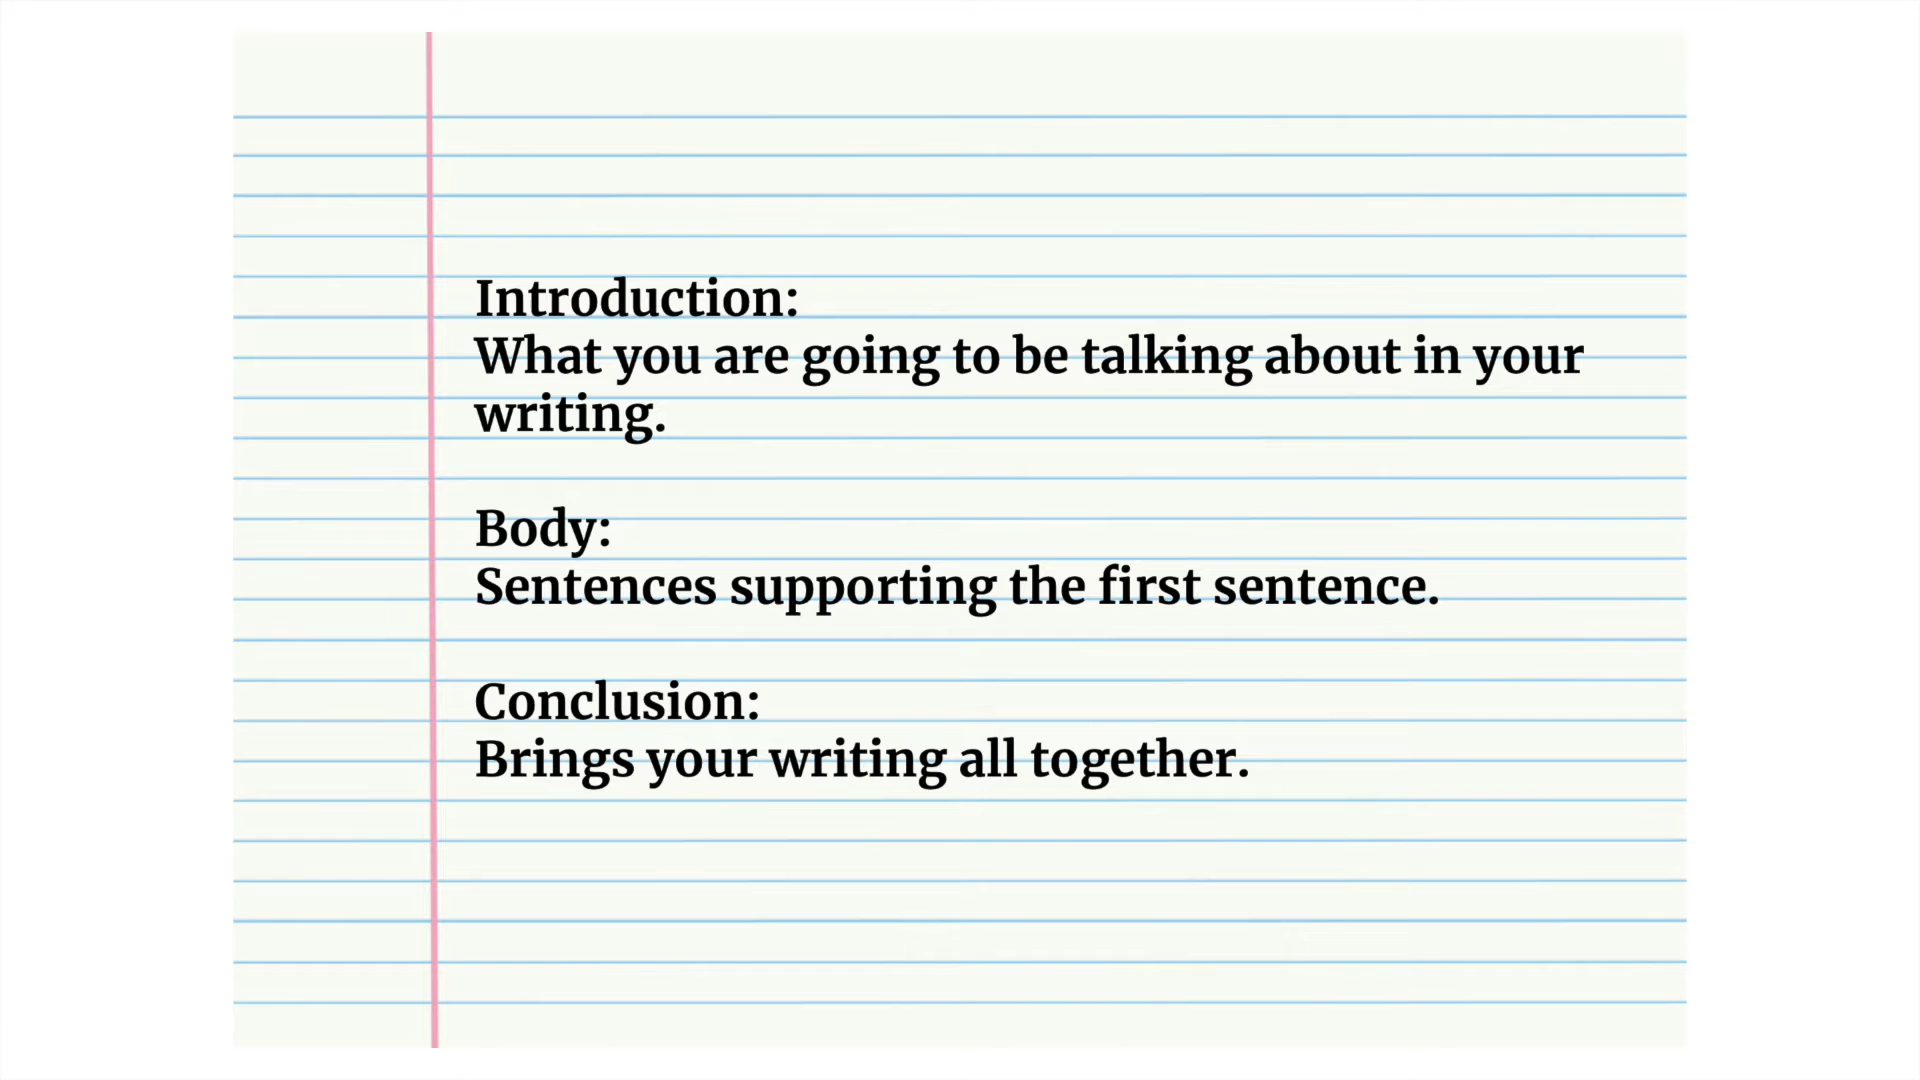 Introduction:
What you are going to be talking about in your
writing.
Body:
Sentences supporting the first sentence.
Conclusion:
Brings your writing all together.